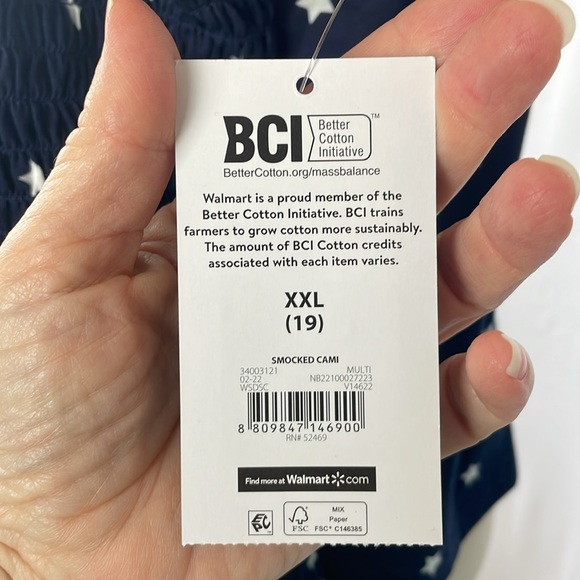 BCI Better
Cotton
Initiative ™
BetterCotton.org/massbalance
Walmart is a proud member of the
Better Cotton Initiative. BCI trains
farmers to grow cotton more sustainably.
The amount of BCI Cotton credits
associated with each item varies.
XXL
(19)
SMOCKED CAMI
34003121 MULTI
02-22 NB22100027223
WSDSC V14622
8 809847 146900
RN# 52469
Find more at Walmart.com
MIX
Paper
FSC FSC® C146385